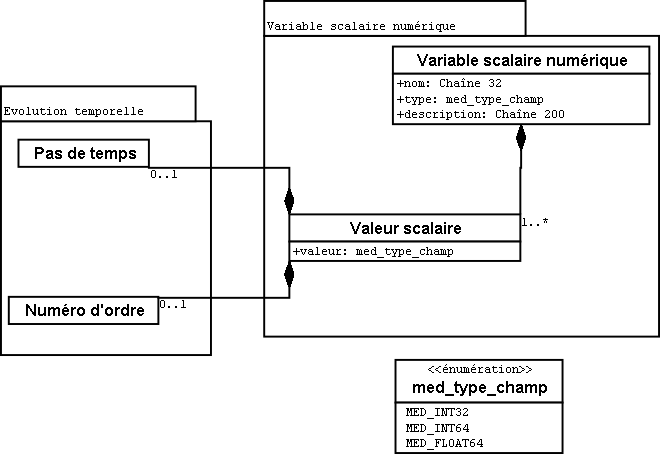 Variable scalaire numérique
Variable scalaire numérique
+nom: Chaîne 32
+type: med_type_champ
+description: Chaîne 200
Evolution temporelle
Pas de temps
0..1
Valeur scalaire
1..*
+valeur: med_type_champ
Numéro d'ordre
0..1
<<énumération>>
med_type_champ
MED_INT32
MED_INT64
MED_FLOAT64